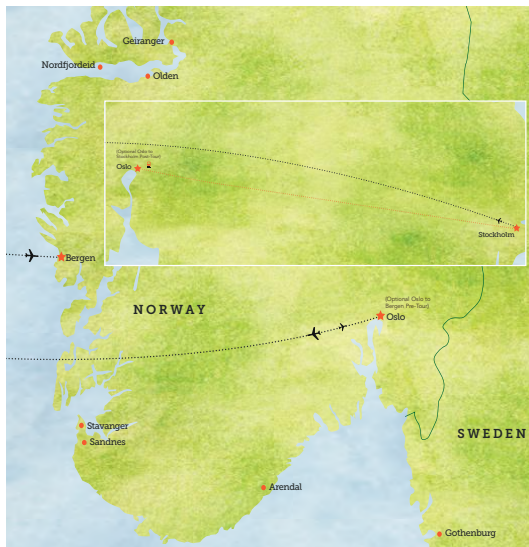 Geiranger
Nordfjordeid
Olden
(Optional Oslo to
Stockholm Pre-Tour)
Oslo
Stockholm
Bergen
NORWAY
(Optional Oslo to
Bergen Pre-Tour)
Oslo
Stavanger
Sandnes
SWEDEN
Arendal
Gothenburg